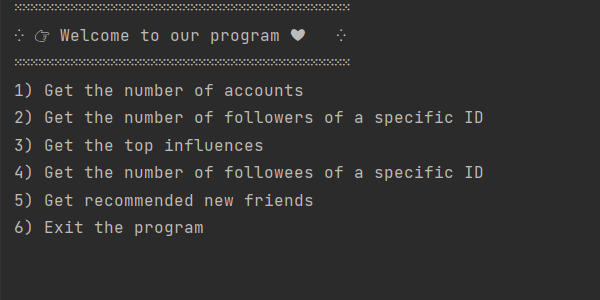 Welcome to our program
1) Get the number of accounts
2) Get the number of followers of a specific ID
3) Get the top influences
4) Get the number of followees of a specific ID
5) Get recommended new friends
6) Exit the program